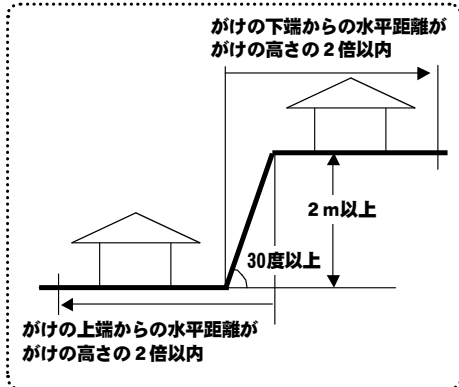 がけの下端からの水平距離が
がけの高さの２倍以内
２ｍ以上
30度以上
がけの上端からの水平距離が
がけの高さの２倍以内